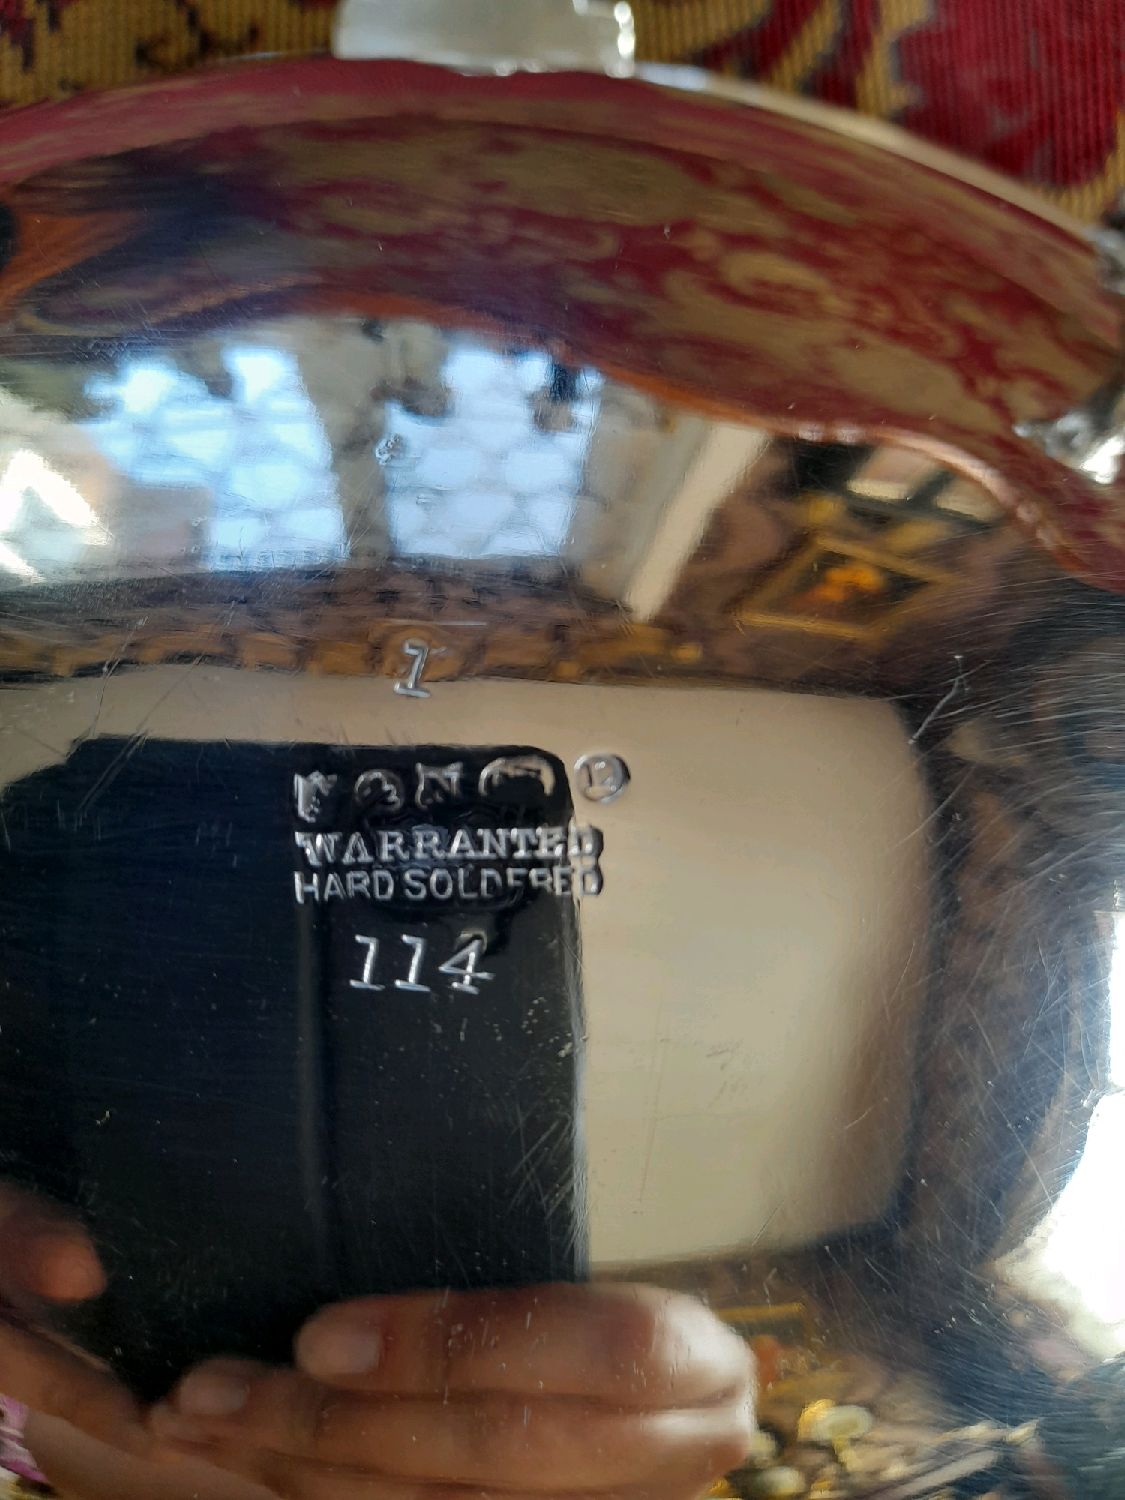 1
WARRANTED
HARD SOLDERED
114